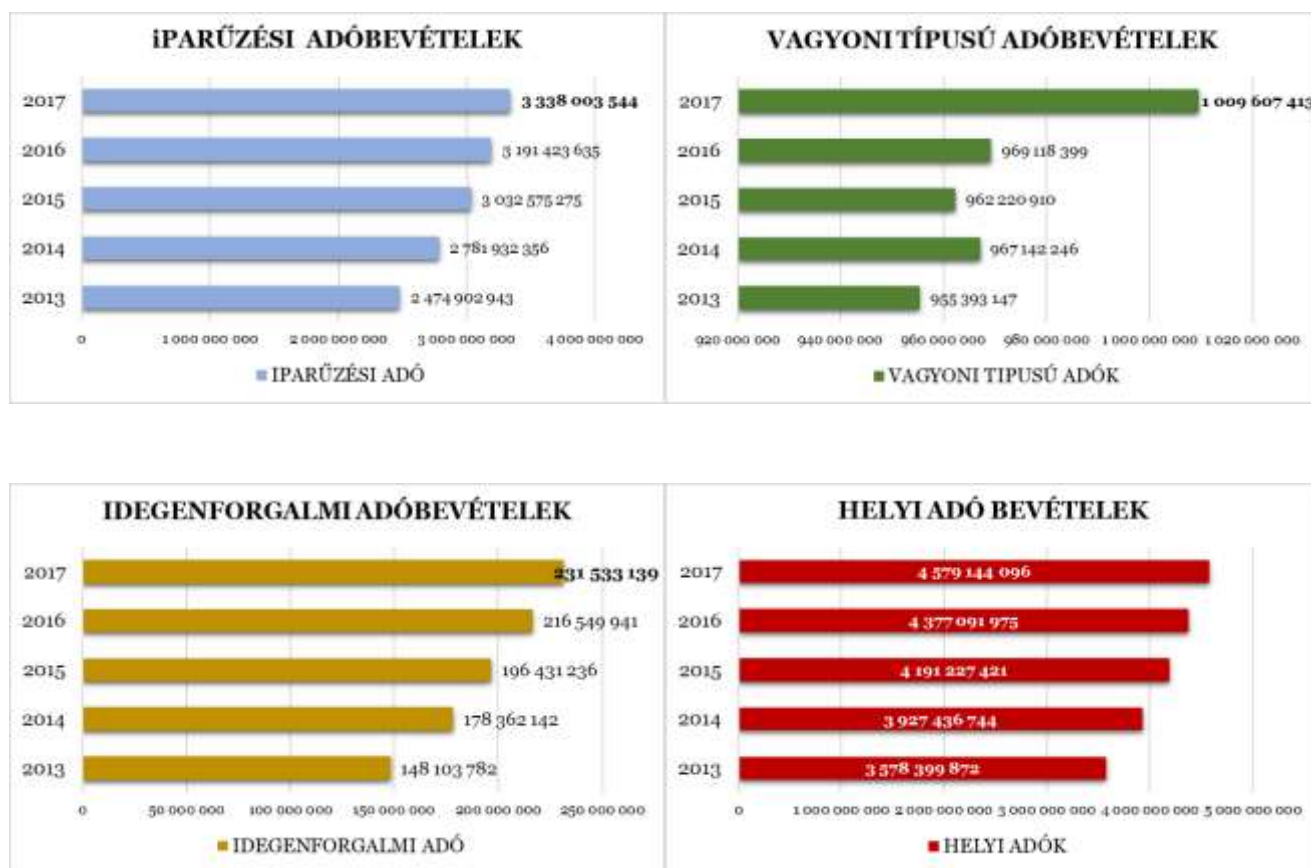 iPARŰZÉSI ADÓBEVÉTELEK
2017 3 338 003 544
2016 3 191 423 635
2015 3 032 575 275
2014 2 781 932 356
2013 2 474 902 943
0 1 000 000 000 2 000 000 000 3 000 000 000 4 000 000 000
IPARŰZÉSI ADÓ
VAGYONI TÍPUSÚ ADÓBEVÉTELEK
2017 1 009 607 413
2016 969 118 399
2015 962 220 910
2014 967 142 246
2013 955 393 147
920 000 000 940 000 000 960 000 000 980 000 000 1 000 000 000 1 020 000 000
VAGYONI TIPUSÚ ADÓK
IDEGENFORGALMI ADÓBEVÉTELEK
2017 231 533 139
2016 216 549 941
2015 196 431 236
2014 178 362 142
2013 148 103 782
0 50 000 000 100 000 000 150 000 000 200 000 000 250 000 000
IDEGENFORGALMI ADÓ
HELYI ADÓ BEVÉTELEK
2017 4 579 144 096
2016 4 377 091 975
2015 4 191 227 421
2014 3 927 436 744
2013 3 578 399 872
0 1 000 000 000 2 000 000 000 3 000 000 000 4 000 000 000 5 000 000 000
HELYI ADÓK